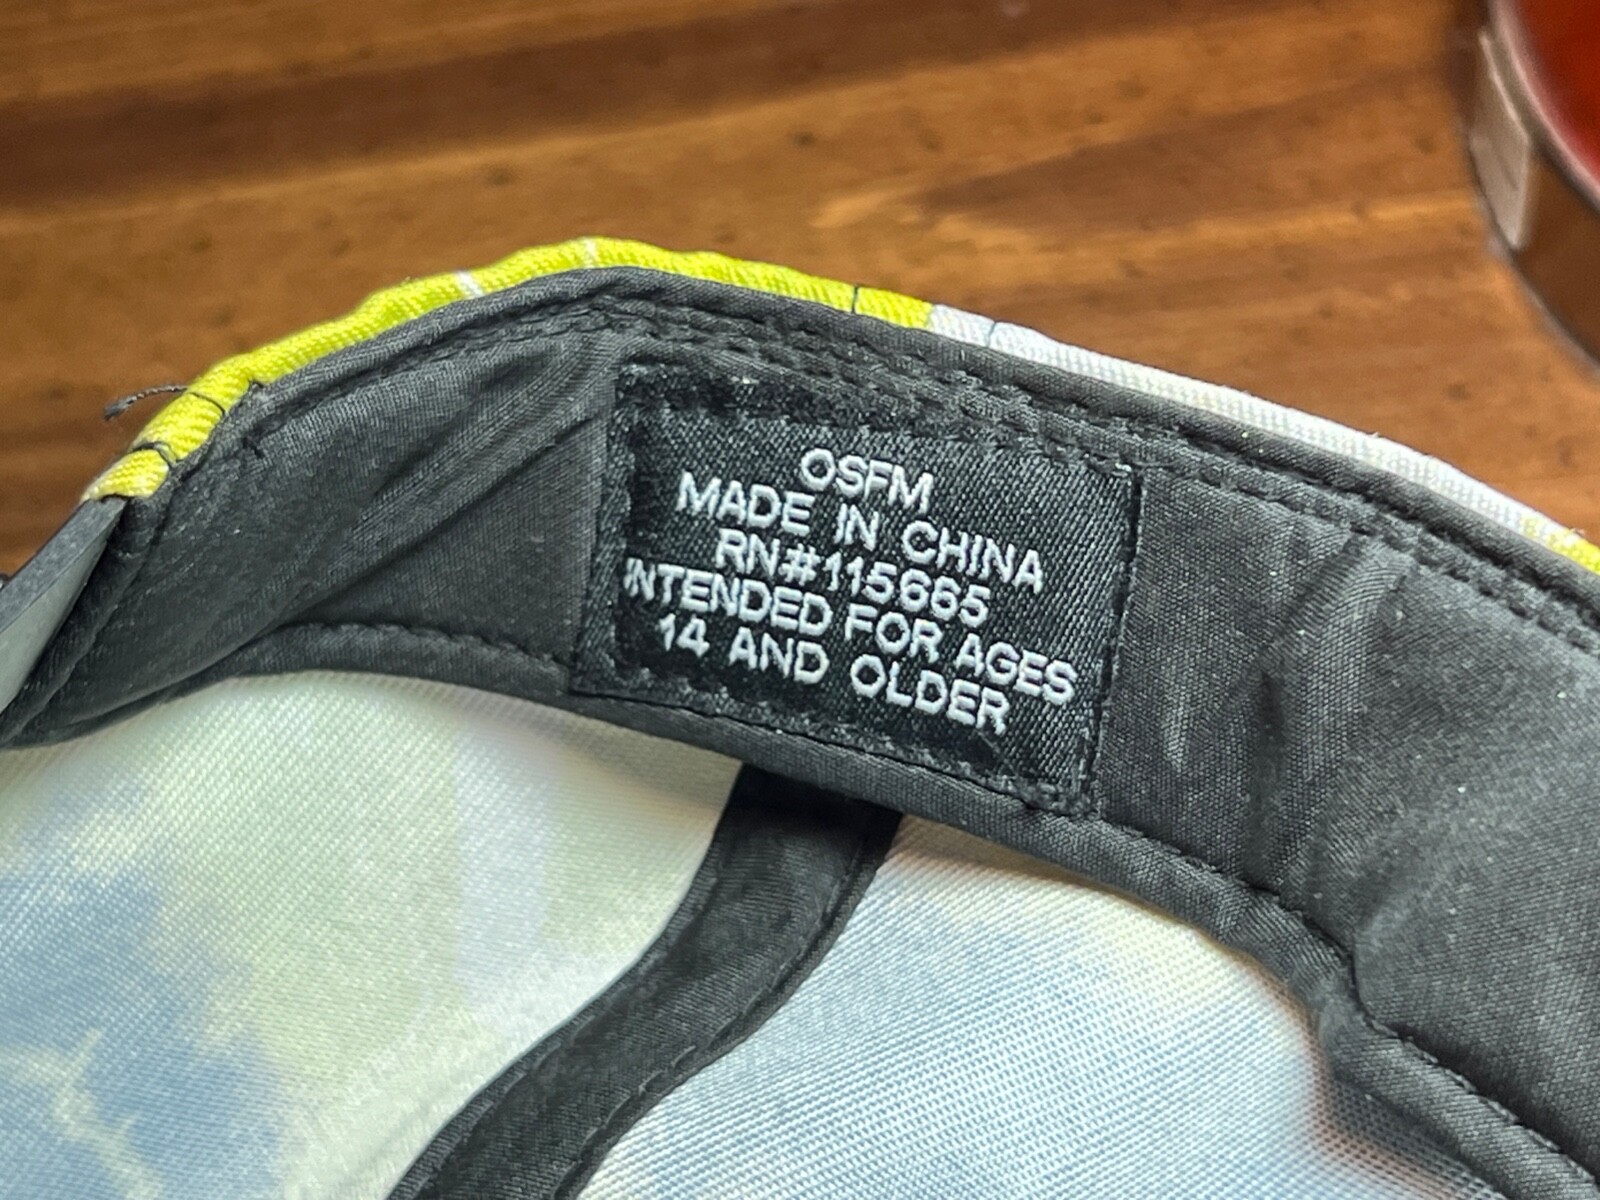 OSFM
MADE IN CHINA
RN#115665
INTENDED FOR AGES
14 AND OLDER